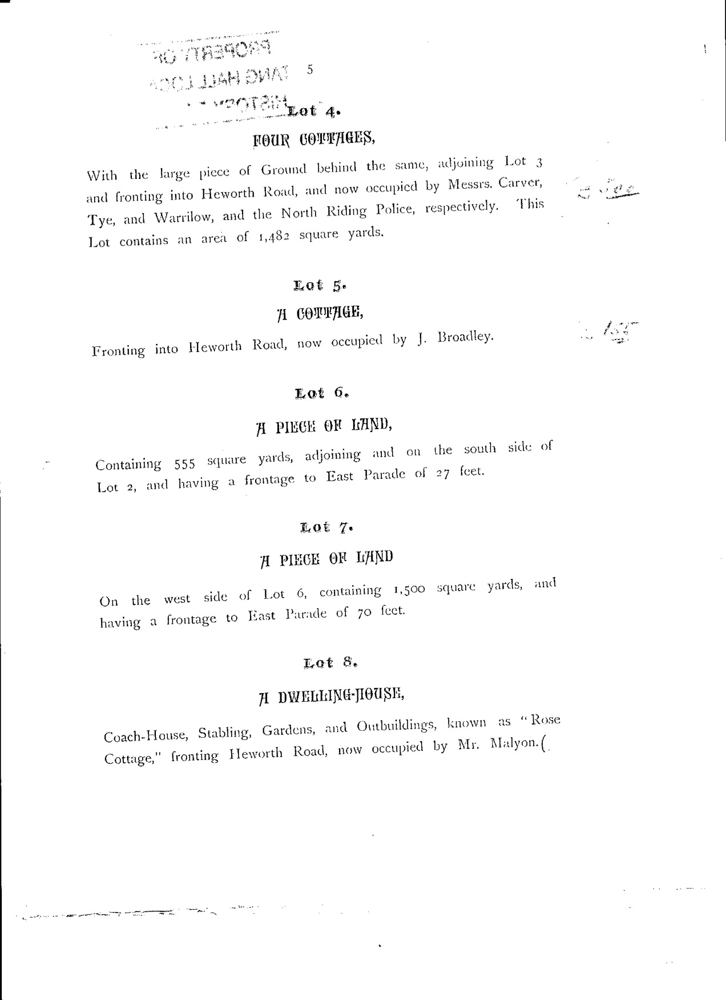 PROPERTY OF
TANG HALL LOCAL
HISTORY
5
Lot 4.
FOUR COTTAGES,
With the large piece of Ground behind the same, adjoining Lot 3
and fronting into Heworth Road, and now occupied by Messrs. Carver,
Tye, and Warrilow, and the North Riding Police, respectively. This
Lot contains an area of 1,482 square yards.
Lot 5.
A COTTAGE,
Fronting into Heworth Road, now occupied by J. Broadley.
155
Lot 6.
A PIECE OF LAND,
Containing 555 square yards, adjoining and on the south side of
Lot 2, and having a frontage to East Parade of 27 feet.
Lot 7.
A PIECE OF LAND
On the west side of Lot 6, containing 1,500 square yards, and
having a frontage to East Parade of 70 feet.
Lot 8.
A DWELLING-HOUSE,
Coach-House, Stabling, Gardens, and Outbuildings, known as "Rose
Cottage," fronting Heworth Road, now occupied by Mr. Malyon.(